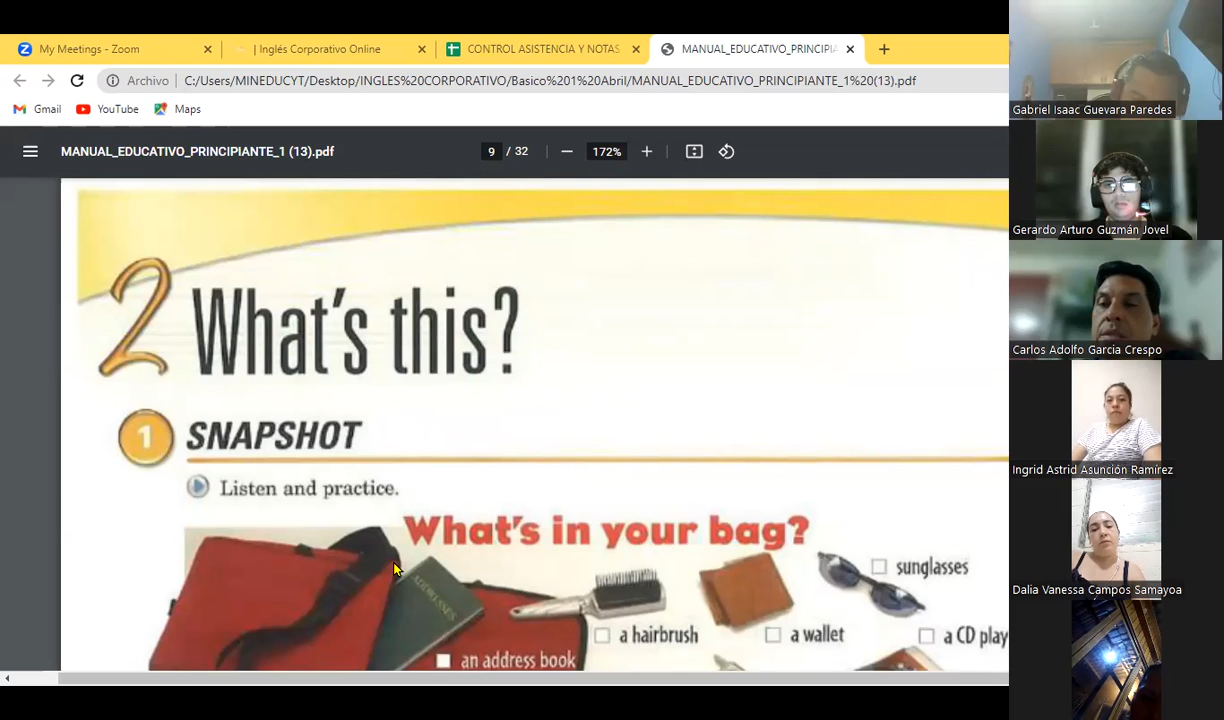 My Meetings - Zoom
| Inglés Corporativo Online
CONTROL ASISTENCIA Y NOTAS
MANUAL_EDUCATIVO_PRINCIPIA
Archivo
C:/Users/MINEDUCYT/Desktop/INGLES%20CORPORATIVO/Basico%201%20Abril/MANUAL_EDUCATIVO_PRINCIPIANTE_1%20(13).pdf
Gmail
YouTube
Maps
MANUAL_EDUCATIVO_PRINCIPIANTE_1 (13).pdf
9 / 32
172%
2 What's this?
1 SNAPSHOT
Listen and practice.
What's in your bag?
ADDRESSES
sunglasses
a hairbrush
a wallet
a CD play
an address book
Gabriel Isaac Guevara Paredes
Gerardo Arturo Guzmán Jovel
Carlos Adolfo Garcia Crespo
Ingrid Astrid Asunción Ramírez
Dalia Vanessa Campos Samayoa